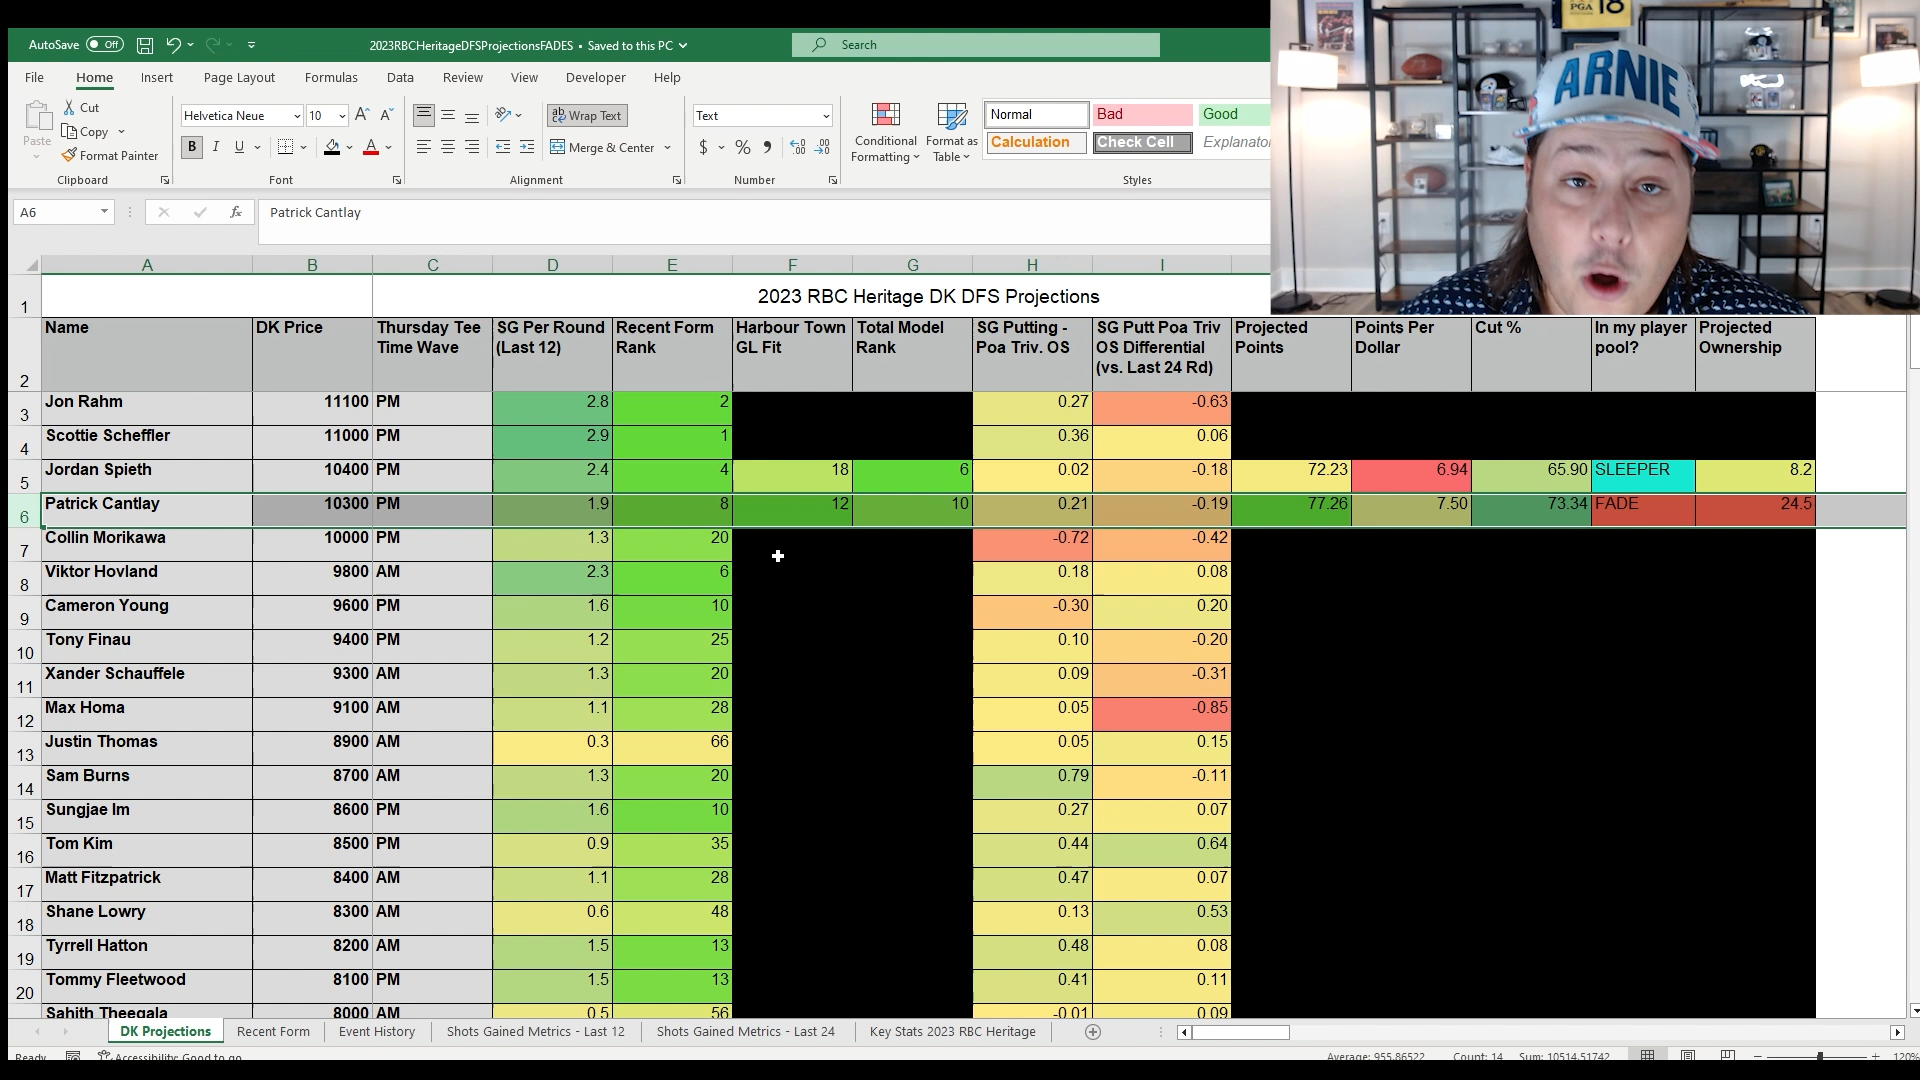 AutoSave Off
2023RBCHeritageDFSProjectionsFADES • Saved to this PC
Search
File Home Insert Page Layout Formulas Data Review View Developer Help
Paste
Cut
Copy
Format Painter
Clipboard
Helvetica Neue 10
B I U
Font
Wrap Text
Merge & Center
Alignment
Text
$ %
Number
Conditional Formatting
Format as Table
Normal Bad Good
Calculation Check Cell Explanato
Styles
ARNIE
PGA 18
A6 fx Patrick Cantlay
A B C D E F G H I
1 2023 RBC Heritage DK DFS Projections
2 Name DK Price Thursday Tee Time Wave SG Per Round (Last 12) Recent Form Rank Harbour Town GL Fit Total Model Rank SG Putting - Poa Triv. OS SG Putt Poa Triv OS Differential (vs. Last 24 Rd) Projected Points Points Per Dollar Cut % In my player pool? Projected Ownership
3 Jon Rahm 11100 PM 2.8 2 0.27 -0.63
4 Scottie Scheffler 11000 PM 2.9 1 0.36 0.06
5 Jordan Spieth 10400 PM 2.4 4 18 6 0.02 -0.18 72.23 6.94 65.90 SLEEPER 8.2
6 Patrick Cantlay 10300 PM 1.9 8 12 10 0.21 -0.19 77.26 7.50 73.34 FADE 24.5
7 Collin Morikawa 10000 PM 1.3 20 -0.72 -0.42
8 Viktor Hovland 9800 AM 2.3 6 0.18 0.08
9 Cameron Young 9600 PM 1.6 10 -0.30 0.20
10 Tony Finau 9400 PM 1.2 25 0.10 -0.20
11 Xander Schauffele 9300 AM 1.3 20 0.09 -0.31
12 Max Homa 9100 AM 1.1 28 0.05 -0.85
13 Justin Thomas 8900 AM 0.3 66 0.05 0.15
14 Sam Burns 8700 AM 1.3 20 0.79 -0.11
15 Sungjae Im 8600 PM 1.6 10 0.27 0.07
16 Tom Kim 8500 PM 0.9 35 0.44 0.64
17 Matt Fitzpatrick 8400 AM 1.1 28 0.47 0.07
18 Shane Lowry 8300 AM 0.6 48 0.13 0.53
19 Tyrrell Hatton 8200 AM 1.5 13 0.48 0.08
20 Tommy Fleetwood 8100 PM 1.5 13 0.41 0.11
Sahith Theegala 8000 AM 0.5 56 -0.01 0.09
DK Projections Recent Form Event History Shots Gained Metrics - Last 12 Shots Gained Metrics - Last 24 Key Stats 2023 RBC Heritage
Ready Accessibility: Good to go Average: 955.86522 Count: 14 Sum: 10514.51742 120%